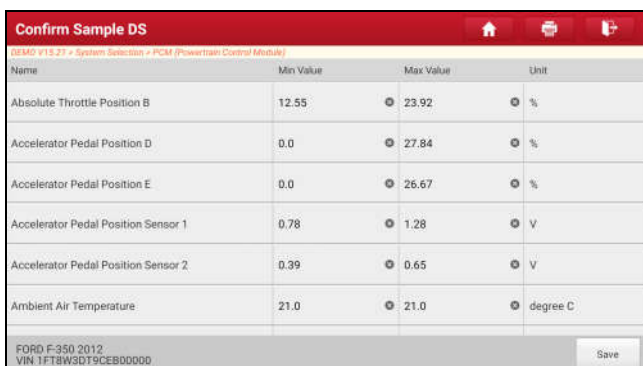 Confirm Sample DS
DEMO V15.21 > System Selection > PCM (Powertrain Control Module)
Name Min Value Max Value Unit
Absolute Throttle Position B 12.55 23.92 %
Accelerator Pedal Position D 0.0 27.84 %
Accelerator Pedal Position E 0.0 26.67 %
Accelerator Pedal Position Sensor 1 0.78 1.28 V
Accelerator Pedal Position Sensor 2 0.39 0.65 V
Ambient Air Temperature 21.0 21.0 degree C
FORD F-350 2012
VIN 1FT8W3DT9CEB00000
Save